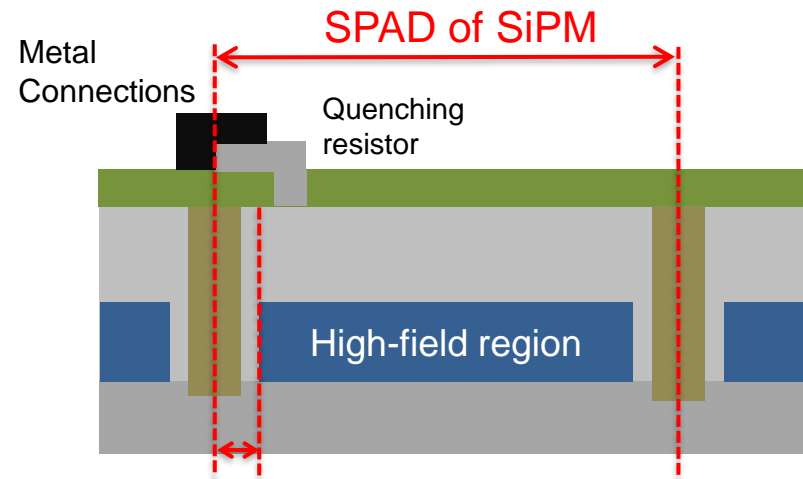 SPAD of SiPM
Metal
Connections
Quenching
resistor
High-field region